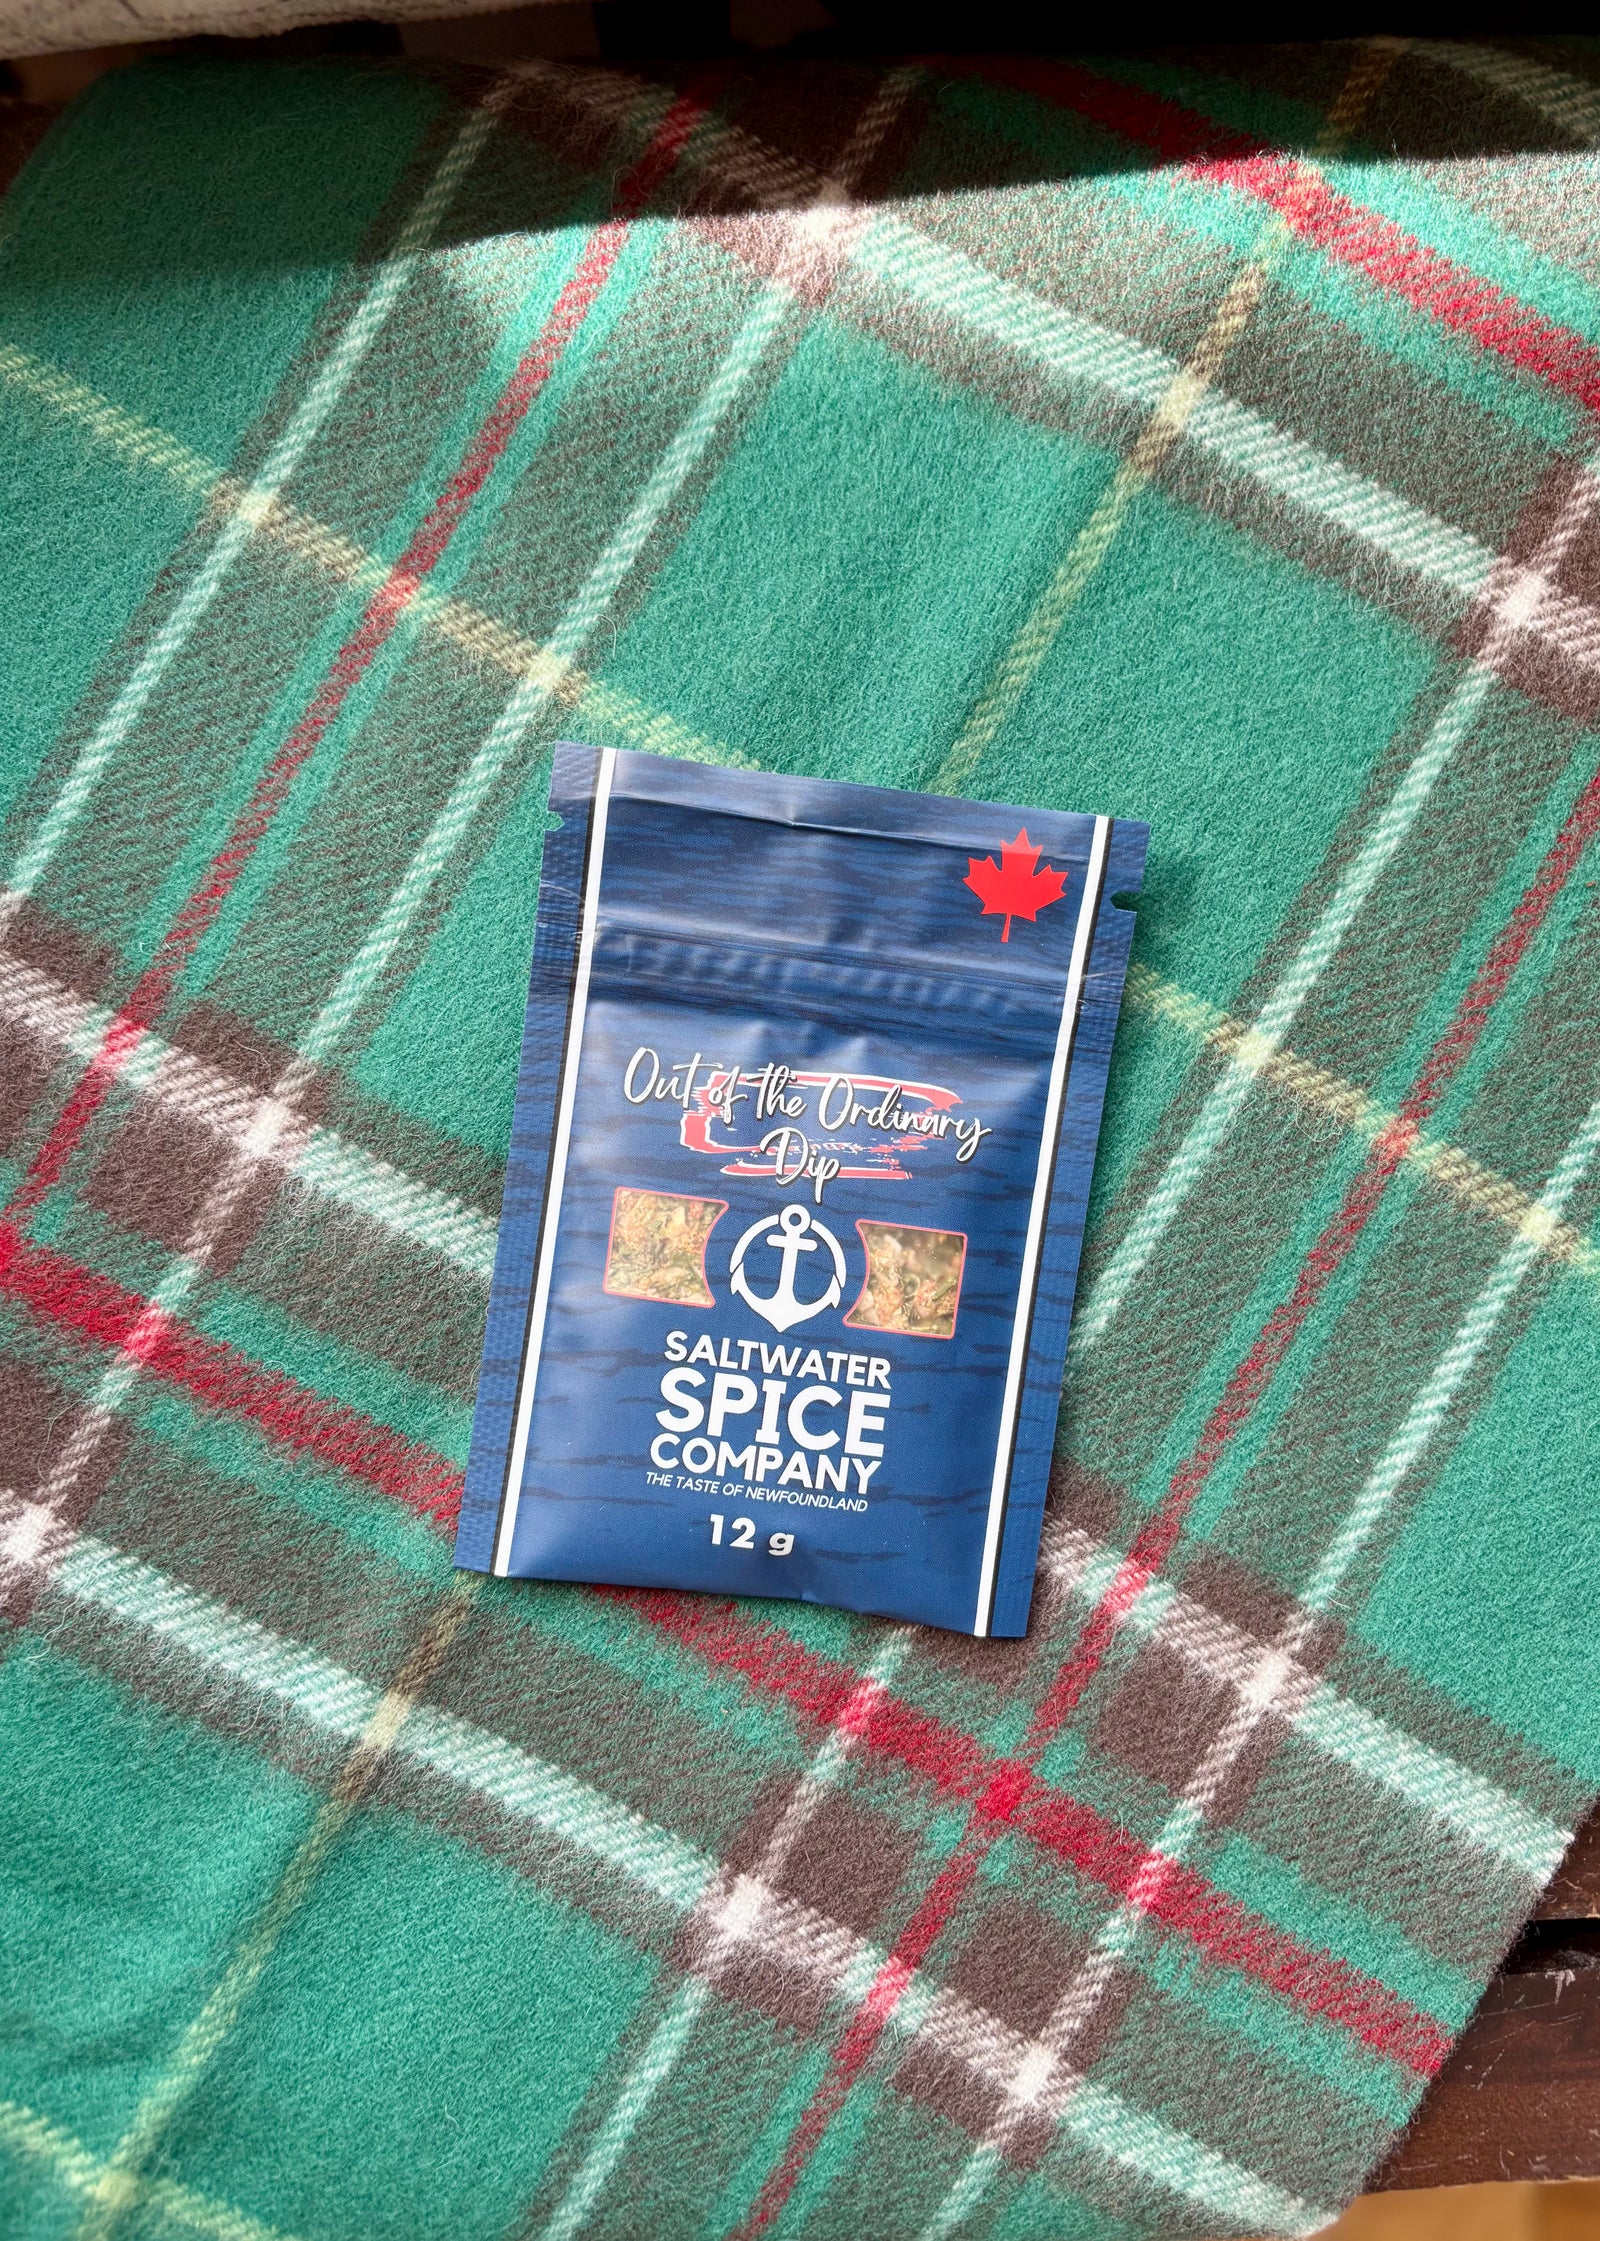 Out of the Ordinary
Dip
SALTWATER
SPICE
COMPANY
THE TASTE OF NEWFOUNDLAND
12 g